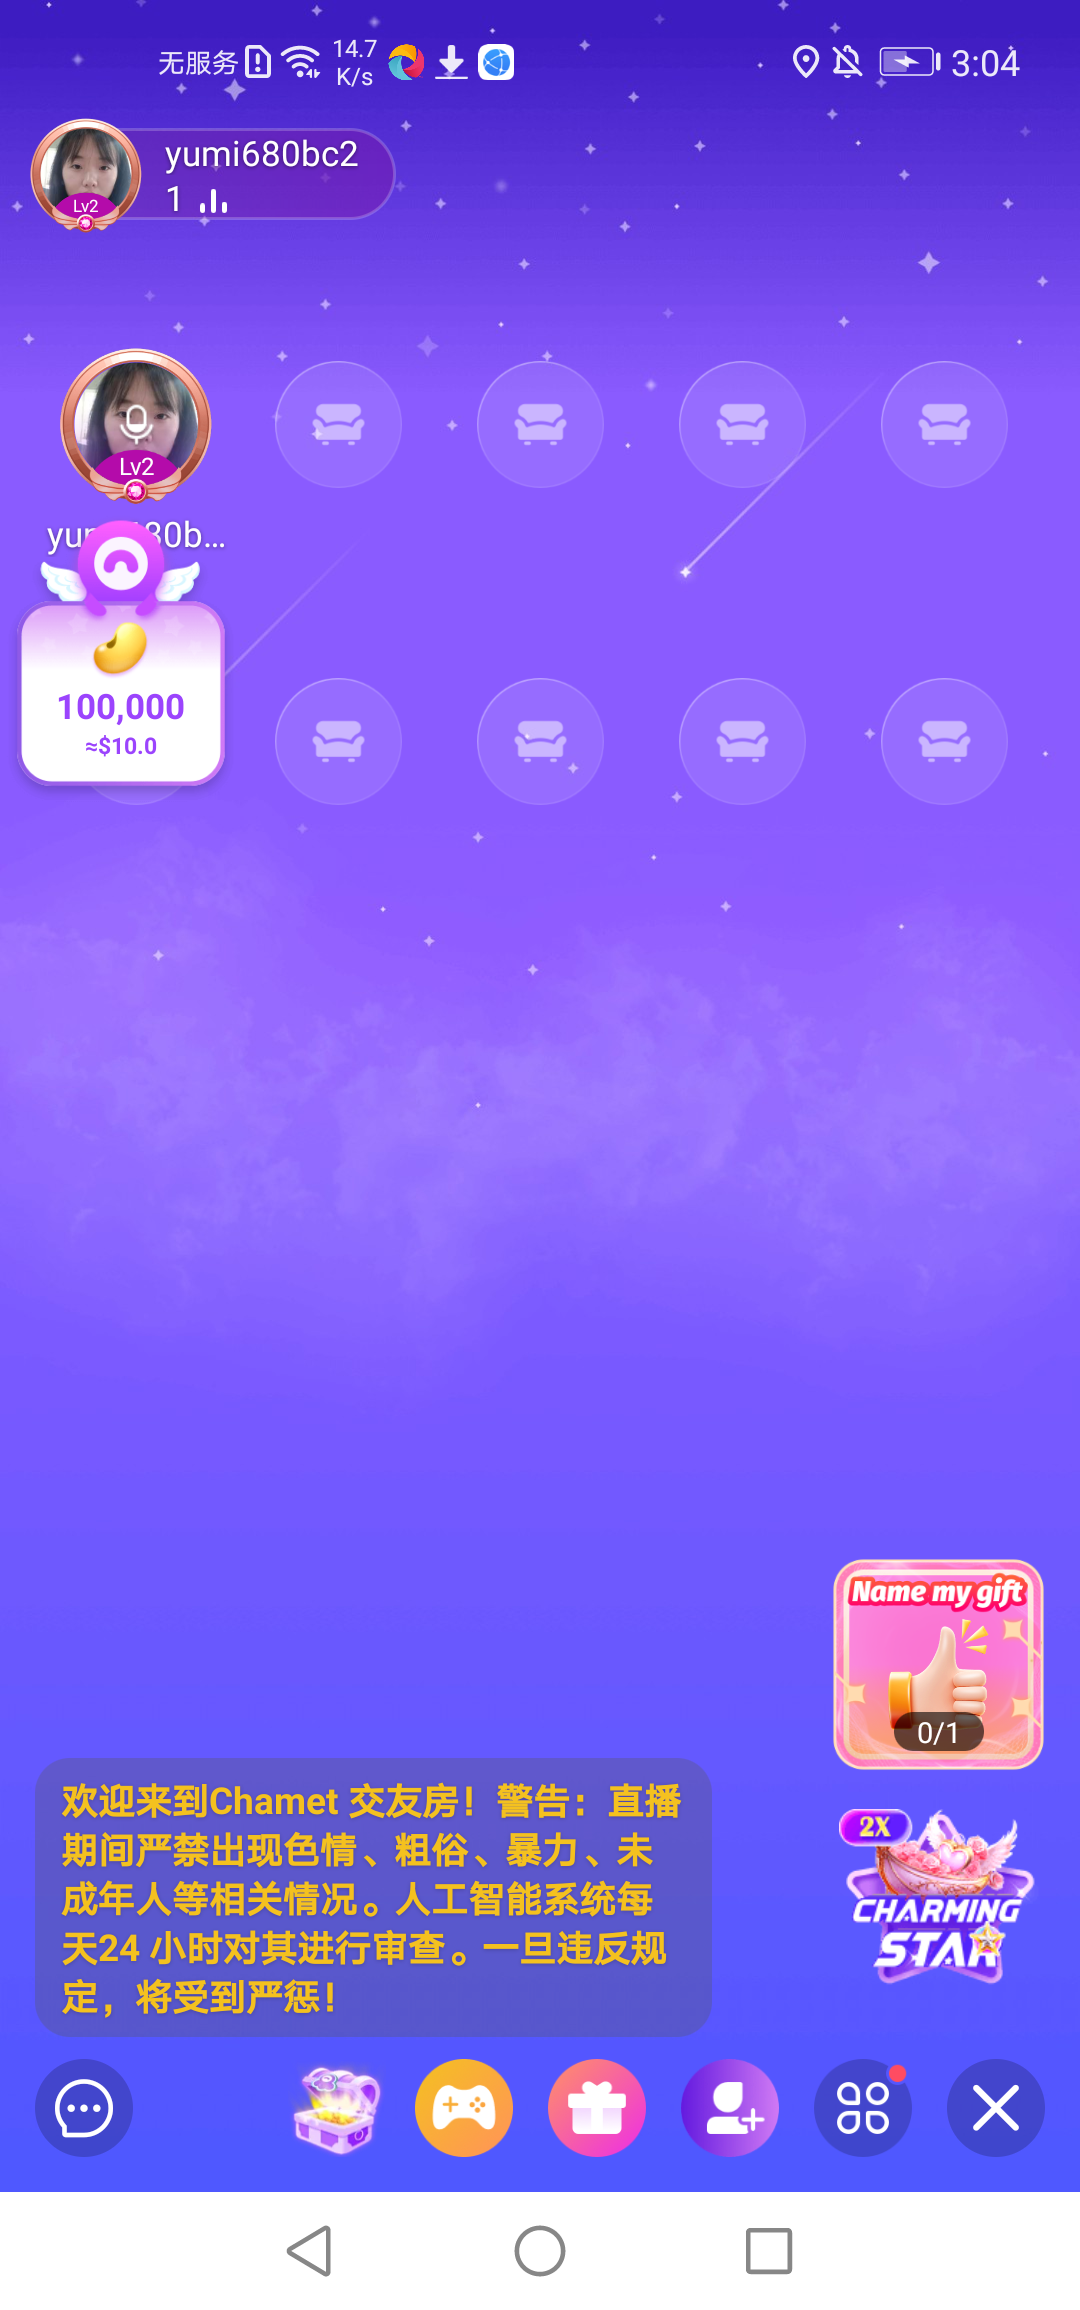 无服务 14.7 K/s 3:04
yumi680bc2
1
Lv2
Lv2
100,000
≈$10.0
Name my gift
0/1
欢迎来到Chamet 交友房！警告：直播
期间严禁出现色情、粗俗、暴力、未
成年人等相关情况。人工智能系统每
天24 小时对其进行审查。一旦违反规
定，将受到严惩！
2X
CHARMING
STAR